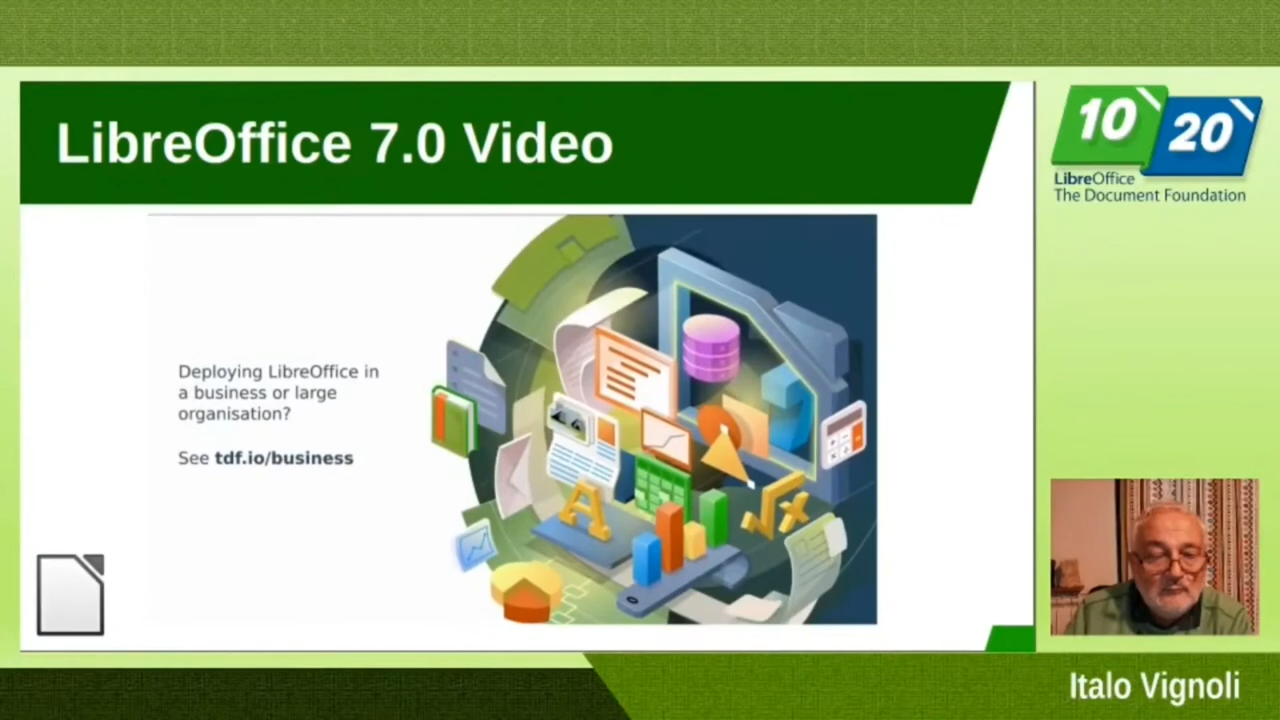 LibreOffice 7.0 Video
10
20
LibreOffice
The Document Foundation
Deploying LibreOffice in
a business or large
organisation?
See tdf.io/business
A
√x
Italo Vignoli